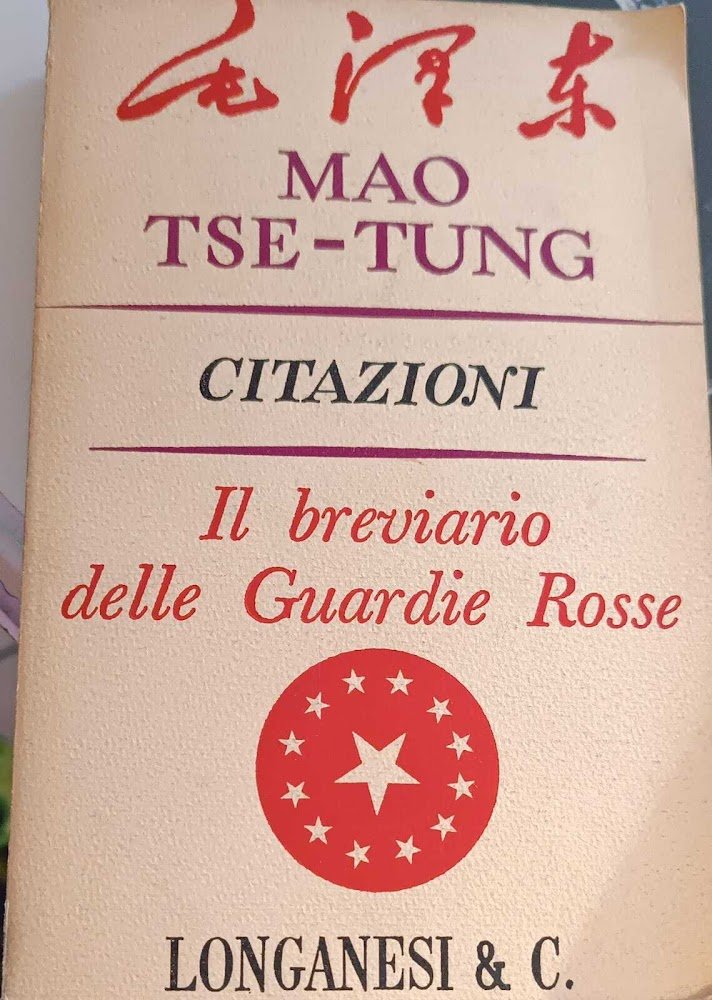 毛泽东
MAO
TSE-TUNG
CITAZIONI
Il breviario
delle Guardie Rosse
LONGANESI & C.